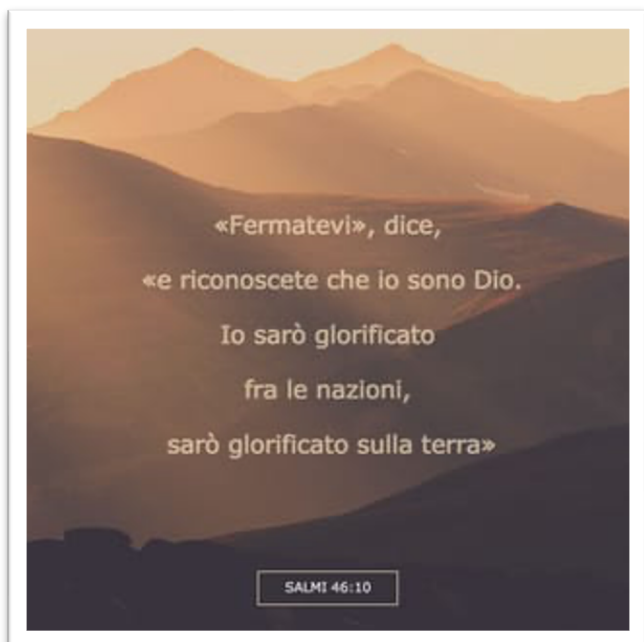 «Fermatevi», dice,
«e riconoscete che io sono Dio.
Io sarò glorificato
fra le nazioni,
sarò glorificato sulla terra»
SALMI 46:10